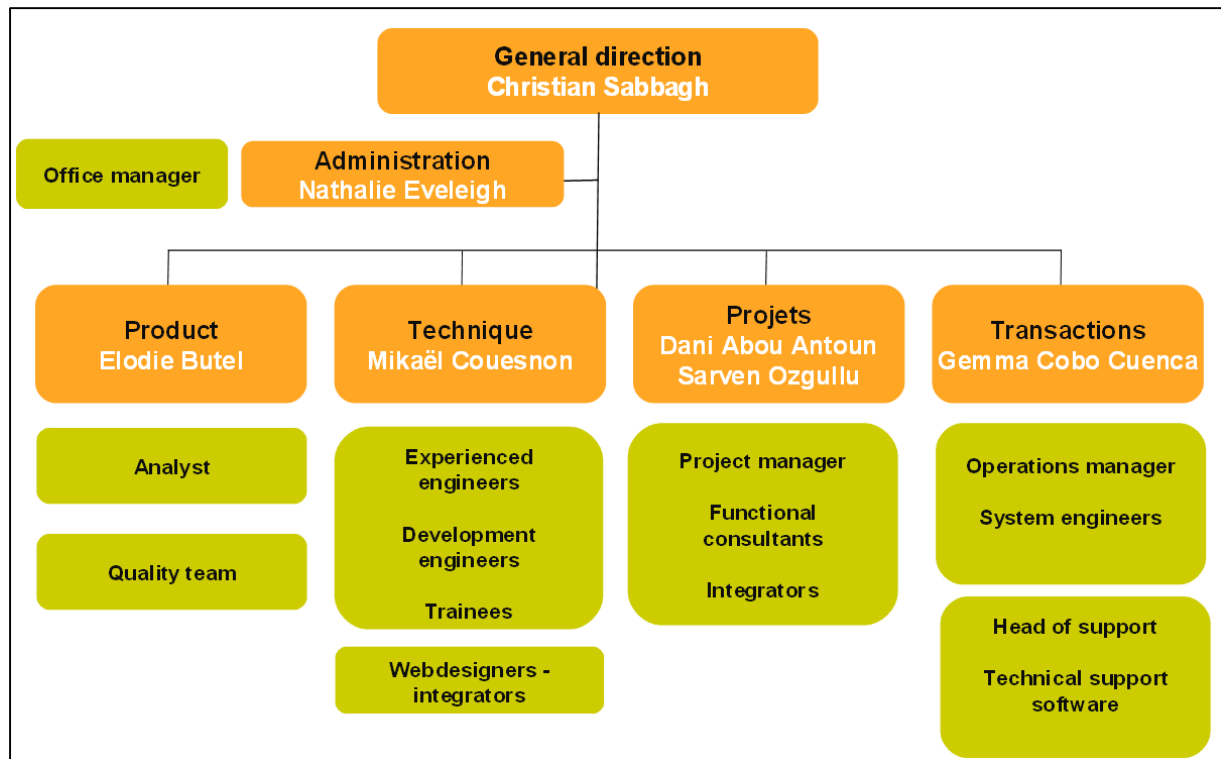 General direction
Christian Sabbagh
Office manager
Administration
Nathalie Eveleigh
Product
Elodie Butel
Technique
Mikaël Couesnon
Projets
Dani Abou Antoun
Sarven Ozgullu
Transactions
Gemma Cobo Cuenca
Analyst
Quality team
Experienced
engineers
Development
engineers
Trainees
Webdesigners -
integrators
Project manager
Functional
consultants
Integrators
Operations manager
System engineers
Head of support
Technical support
software